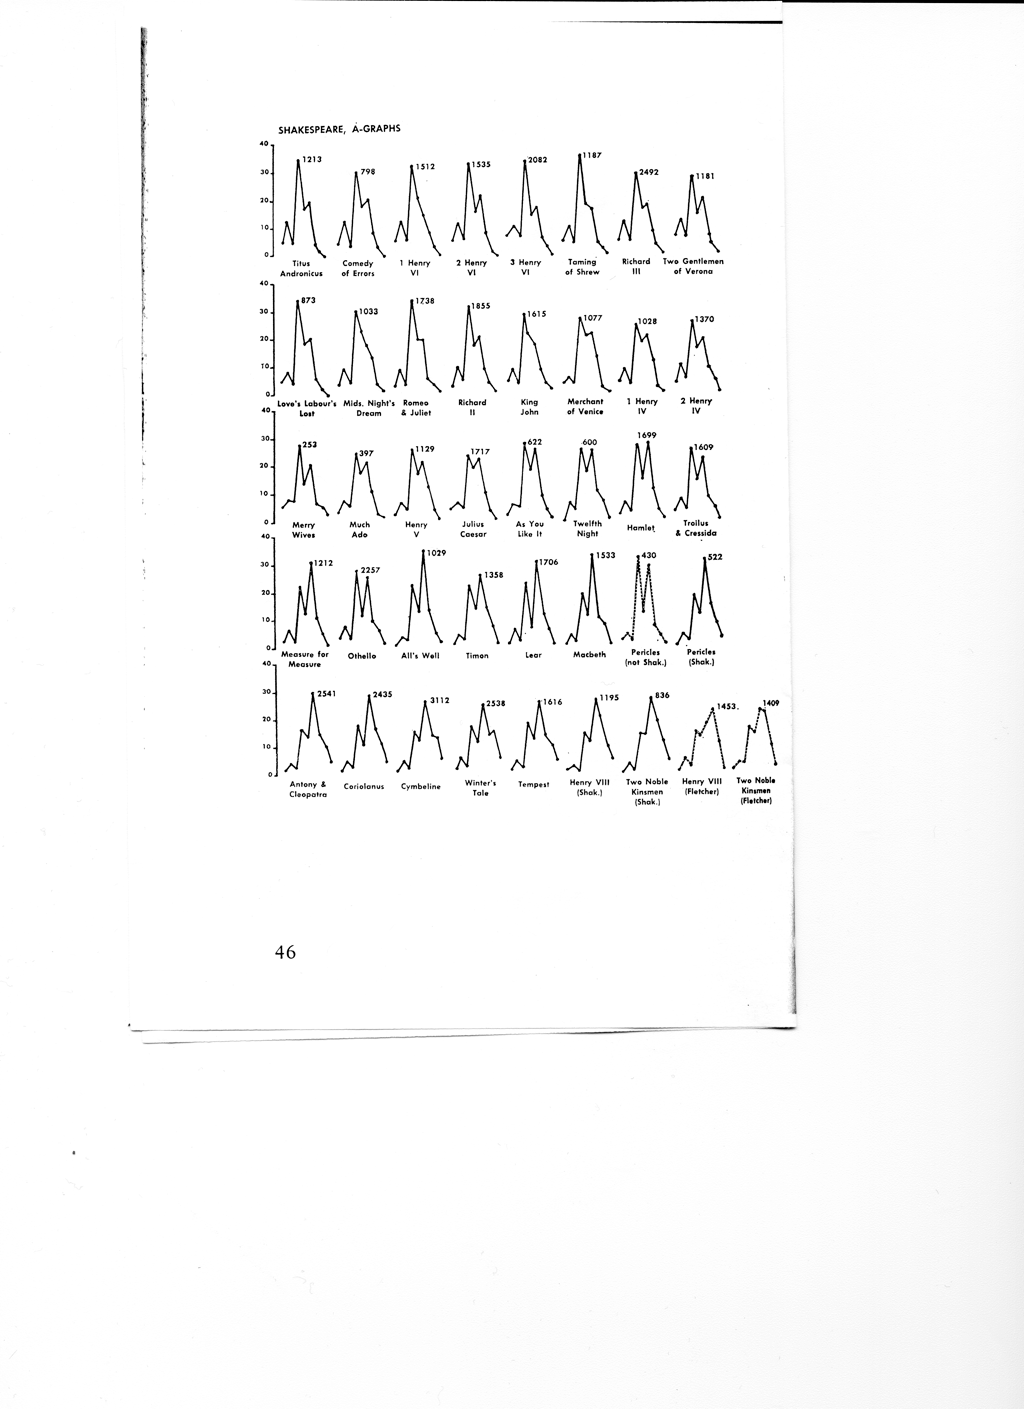 SHAKESPEARE, A-GRAPHS
40
30
20
10
0
1213
798
1512
1535
2082
1187
2492
1181
Titus Andronicus
Comedy of Errors
1 Henry VI
2 Henry VI
3 Henry VI
Taming of Shrew
Richard III
Two Gentlemen of Verona
40
30
20
10
0
873
1033
1738
1855
1615
1077
1028
1370
Love's Labour's Lost
Mids. Night's Dream
Romeo & Juliet
Richard II
King John
Merchant of Venice
1 Henry IV
2 Henry IV
40
30
20
10
0
253
397
1129
1717
622
600
1699
1609
Merry Wives
Much Ado
Henry V
Julius Caesar
As You Like It
Twelfth Night
Hamlet
Troilus & Cressida
40
30
20
10
0
1212
2257
1029
1358
1706
1533
430
522
Measure for Measure
Othello
All's Well
Timon
Lear
Macbeth
Pericles (not Shak.)
Pericles (Shak.)
40
30
20
10
0
2541
2435
3112
2538
1616
1195
836
1453.
1409
Antony & Cleopatra
Coriolanus
Cymbeline
Winter's Tale
Tempest
Henry VIII (Shak.)
Two Noble Kinsmen (Shak.)
Henry VIII (Fletcher)
Two Noble Kinsmen (Fletcher)
46